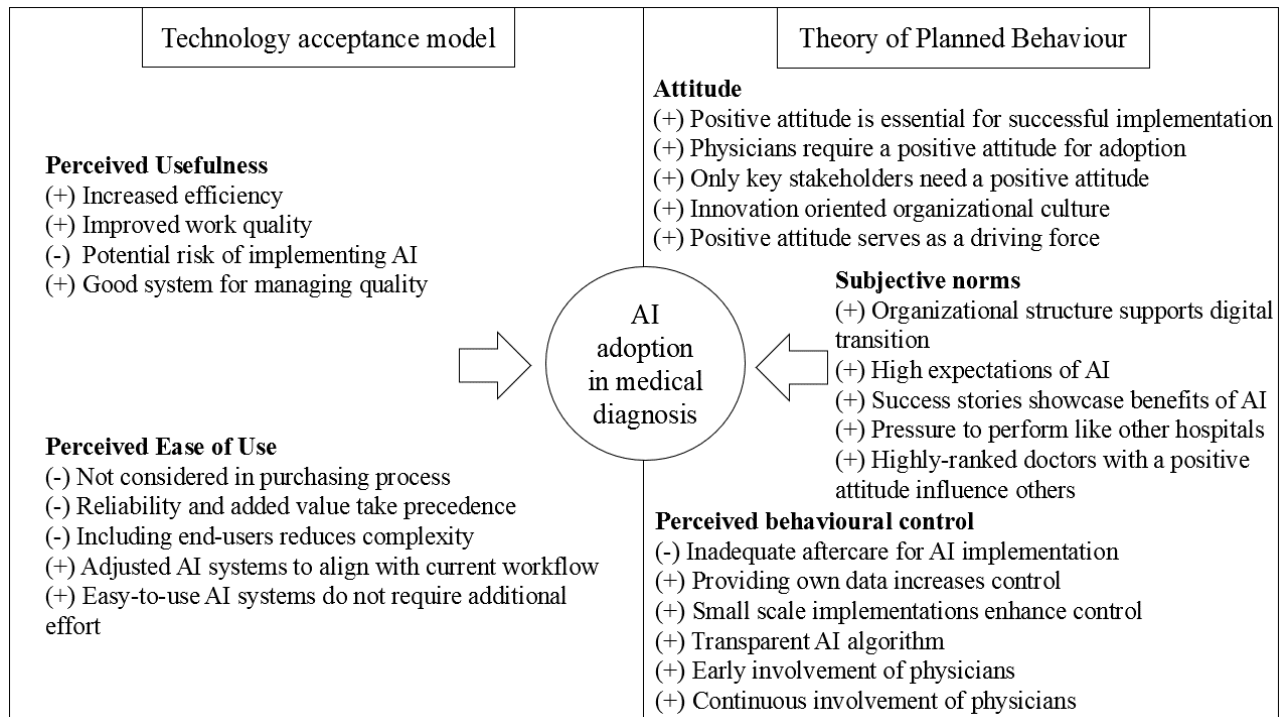 Technology acceptance model
Perceived Usefulness
(+) Increased efficiency
(+) Improved work quality
(-) Potential risk of implementing AI
(+) Good system for managing quality
Perceived Ease of Use
(-) Not considered in purchasing process
(-) Reliability and added value take precedence
(-) Including end-users reduces complexity
(+) Adjusted AI systems to align with current workflow
(+) Easy-to-use AI systems do not require additional
effort
AI
adoption
in medical
diagnosis
Theory of Planned Behaviour
Attitude
(+) Positive attitude is essential for successful implementation
(+) Physicians require a positive attitude for adoption
(+) Only key stakeholders need a positive attitude
(+) Innovation oriented organizational culture
(+) Positive attitude serves as a driving force
Subjective norms
(+) Organizational structure supports digital
transition
(+) High expectations of AI
(+) Success stories showcase benefits of AI
(+) Pressure to perform like other hospitals
(+) Highly-ranked doctors with a positive
attitude influence others
Perceived behavioural control
(-) Inadequate aftercare for AI implementation
(+) Providing own data increases control
(+) Small scale implementations enhance control
(+) Transparent AI algorithm
(+) Early involvement of physicians
(+) Continuous involvement of physicians